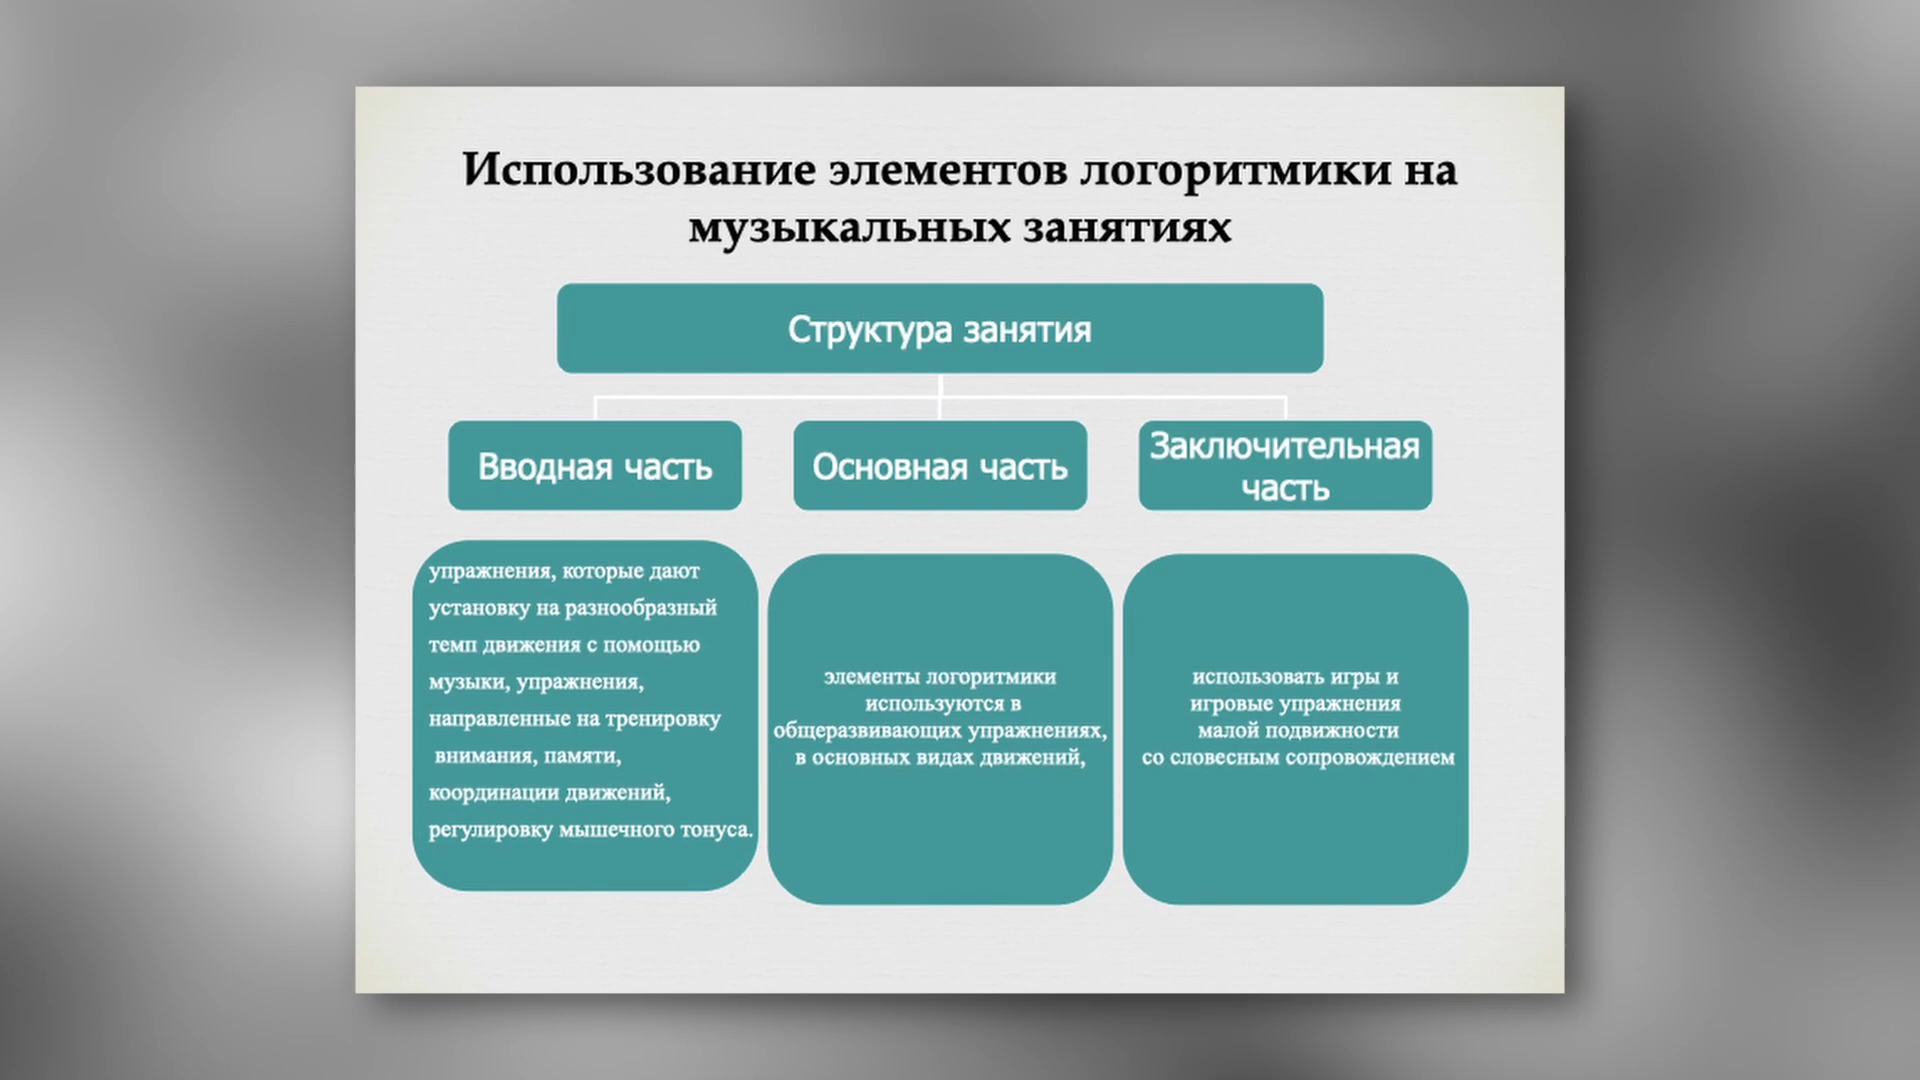 Использование элементов логоритмики на
музыкальных занятиях
Структура занятия
Вводная часть
Основная часть
Заключительная
часть
упражнения, которые дают
установку на разнообразный
темп движения с помощью
музыки, упражнения,
направленные на тренировку
внимания, памяти,
координации движений,
регулировку мышечного тонуса.
элементы логоритмики
используются в
общеразвивающих упражнениях,
в основных видах движений,
использовать игры и
игровые упражнения
малой подвижности
со словесным сопровождением